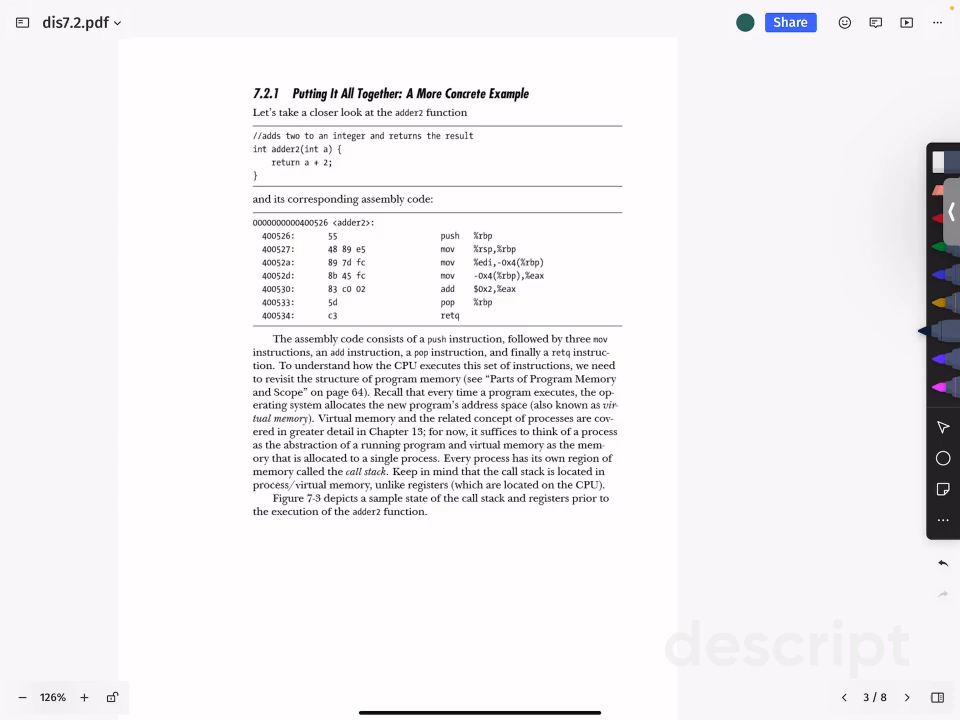 dis7.2.pdf
Share
7.2.1 Putting It All Together: A More Concrete Example
Let's take a closer look at the adder2 function
//adds two to an integer and returns the result
int adder2(int a) {
return a + 2;
}
and its corresponding assembly code:
0000000000400526 <adder2>:
400526: 55 push %rbp
400527: 48 89 e5 mov %rsp,%rbp
40052a: 89 7d fc mov %edi,-0x4(%rbp)
40052d: 8b 45 fc mov -0x4(%rbp),%eax
400530: 83 c0 02 add $0x2,%eax
400533: 5d pop %rbp
400534: c3 retq
The assembly code consists of a push instruction, followed by three mov
instructions, an add instruction, a pop instruction, and finally a retq instruc-
tion. To understand how the CPU executes this set of instructions, we need
to revisit the structure of program memory (see “Parts of Program Memory
and Scope” on page 64). Recall that every time a program executes, the op-
erating system allocates the new program's address space (also known as vir-
tual memory). Virtual memory and the related concept of processes are cov-
ered in greater detail in Chapter 13; for now, it suffices to think of a process
as the abstraction of a running program and virtual memory as the mem-
ory that is allocated to a single process. Every process has its own region of
memory called the call stack. Keep in mind that the call stack is located in
process/virtual memory, unlike registers (which are located on the CPU).
Figure 7-3 depicts a sample state of the call stack and registers prior to
the execution of the adder2 function.
descript
126%
3 / 8